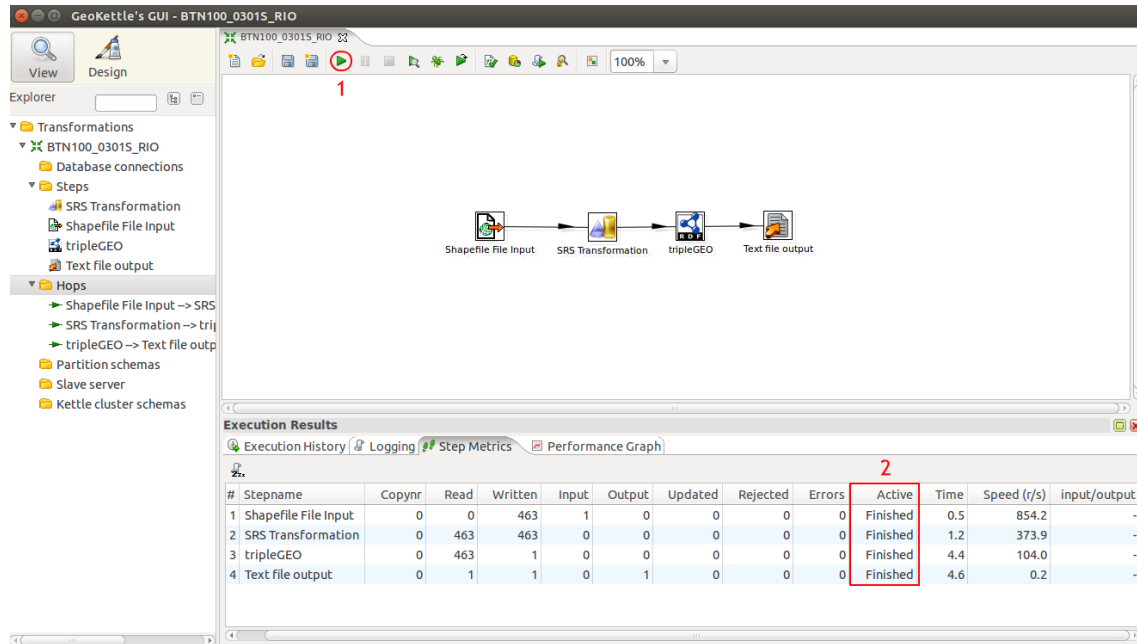 GeoKettle's GUI - BTN100_0301S_RIO
View
Design
BTN100_0301S_RIO
100%
1
Explorer
Transformations
BTN100_0301S_RIO
Database connections
Steps
SRS Transformation
Shapefile File Input
tripleGEO
Text file output
Hops
Shapefile File Input --> SRS
SRS Transformation --> trip
tripleGEO --> Text file outp
Partition schemas
Slave server
Kettle cluster schemas
RDF
Shapefile File Input SRS Transformation tripleGEO Text file output
Execution Results
Execution History Logging Step Metrics Performance Graph
2
# Stepname Copynr Read Written Input Output Updated Rejected Errors Active Time Speed (r/s) input/output
1 Shapefile File Input 0 0 463 1 0 0 0 0 Finished 0.5 854.2 -
2 SRS Transformation 0 463 463 0 0 0 0 0 Finished 1.2 373.9 -
3 tripleGEO 0 463 1 0 0 0 0 0 Finished 4.4 104.0 -
4 Text file output 0 1 1 0 1 0 0 0 Finished 4.6 0.2 -